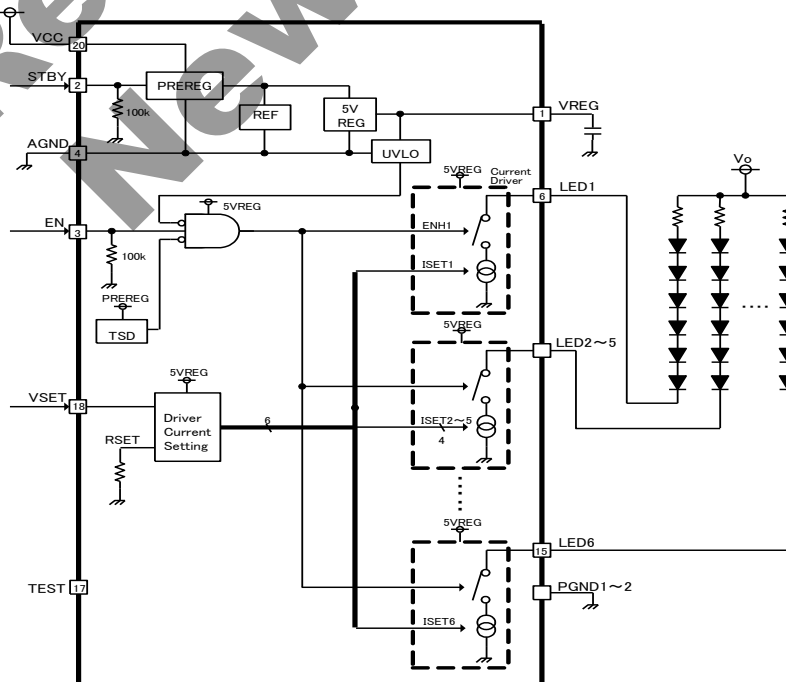 VCC
20
STBY
2
PREREG
100k
REF
5V
REG
1
VREG
AGND
4
UVLO
Vo
5VREG
Current
Driver
6
LED1
EN
3
5VREG
ENH1
100k
ISET1
PREREG
TSD
5VREG
LED2～5
5VREG
VSET
18
Driver
Current
Setting
6
ISET2～5
4
RSET
5VREG
LED6
15
TEST
17
PGND1～2
ISET6
New